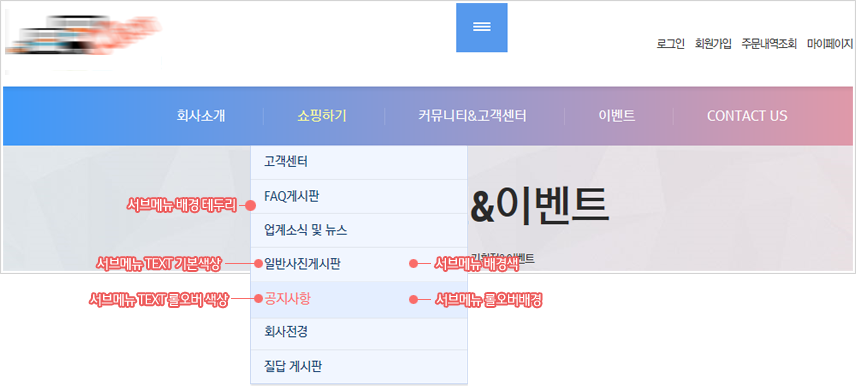 로그인 회원가입 주문내역조회 마이페이지
회사소개 쇼핑하기 커뮤니티&고객센터 이벤트 CONTACT US
고객센터
FAQ게시판
서브메뉴 배경 테두리
&이벤트
업계소식 및 뉴스
서브메뉴 TEXT 기본색상
일반사진게시판
서브메뉴 배경색
이벤트
서브메뉴 TEXT 롤오버 색상
공지사항
서브메뉴 롤오버배경
회사전경
질답 게시판